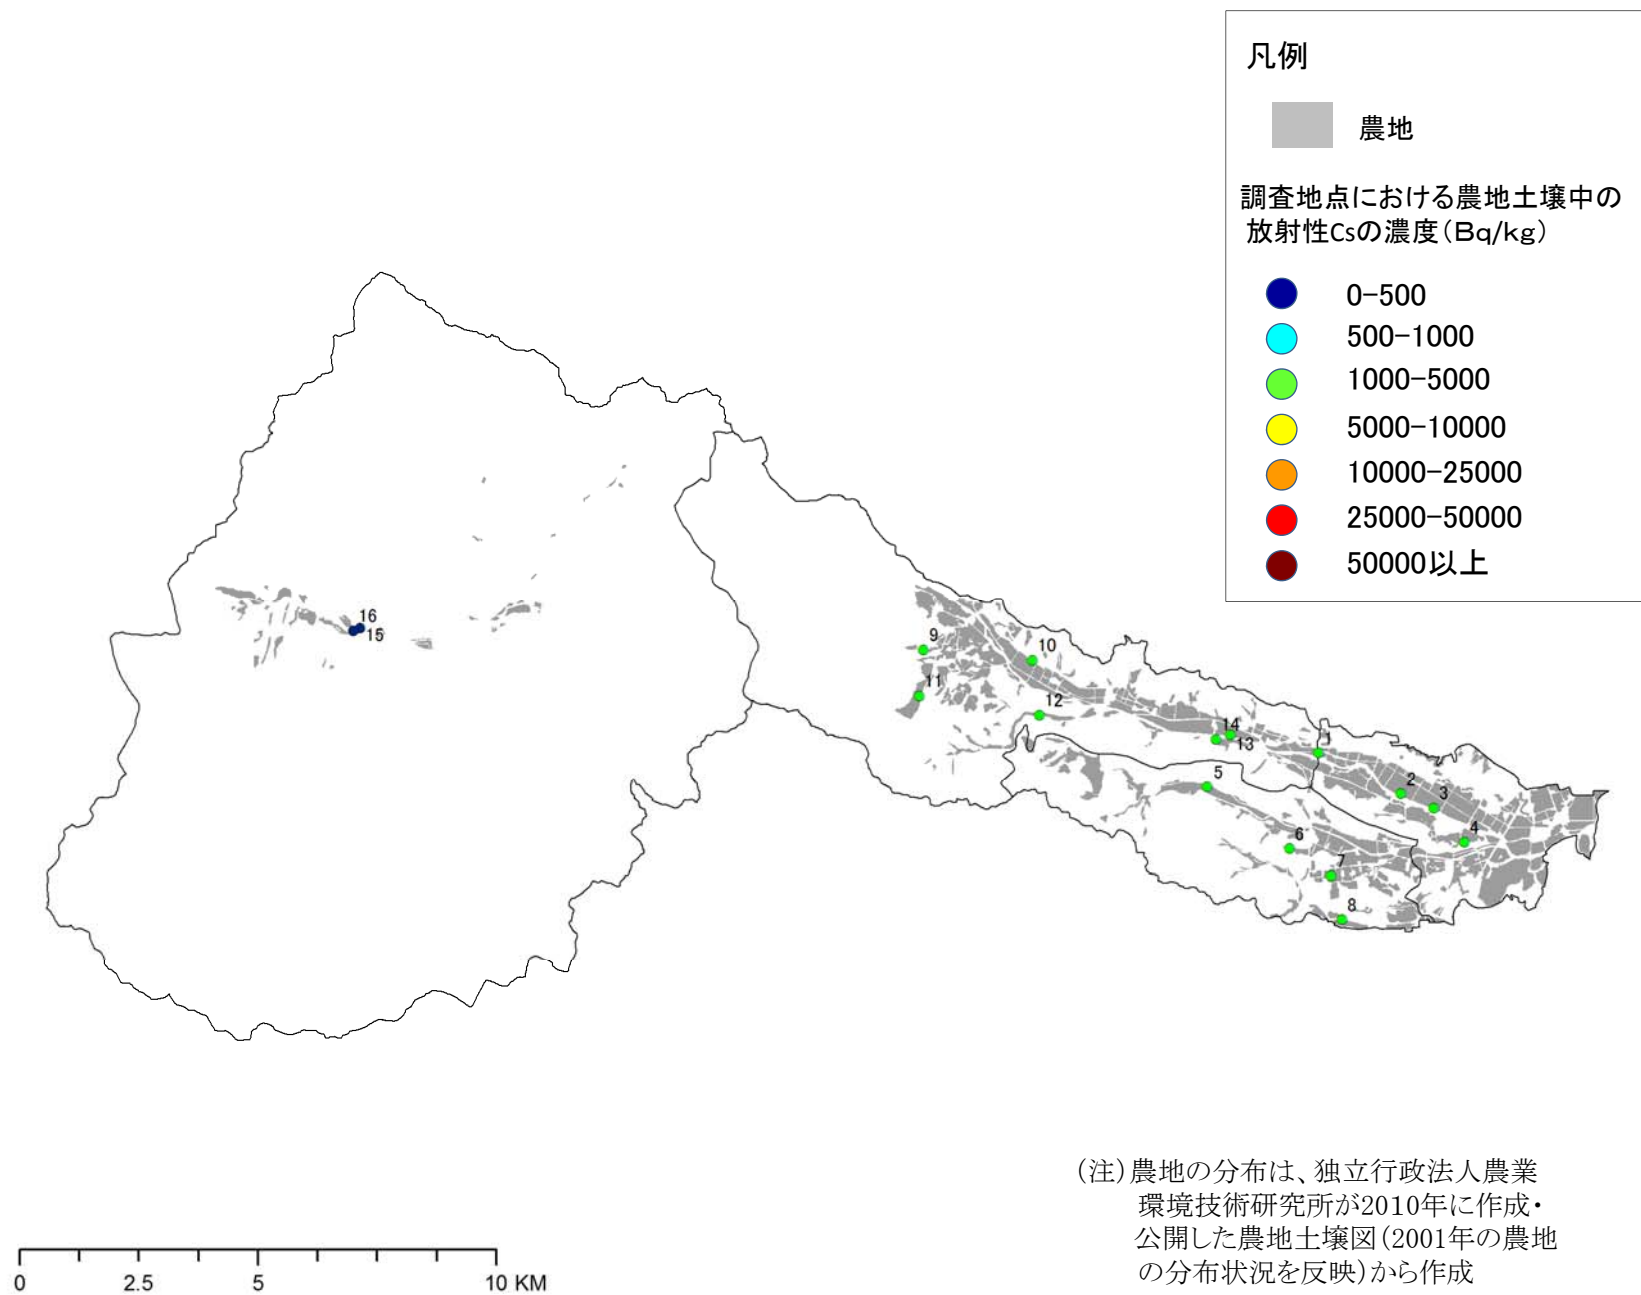 凡例
農地
調査地点における農地土壌中の
放射性Csの濃度(Bq/kg)
0-500
500-1000
1000-5000
5000-10000
10000-25000
25000-50000
50000以上
16
15
9
10
11
12
14
13
1
5
2
3
4
6
7
8
(注)農地の分布は、独立行政法人農業
環境技術研究所が2010年に作成・
公開した農地土壌図(2001年の農地
の分布状況を反映)から作成
0 2.5 5 10 KM